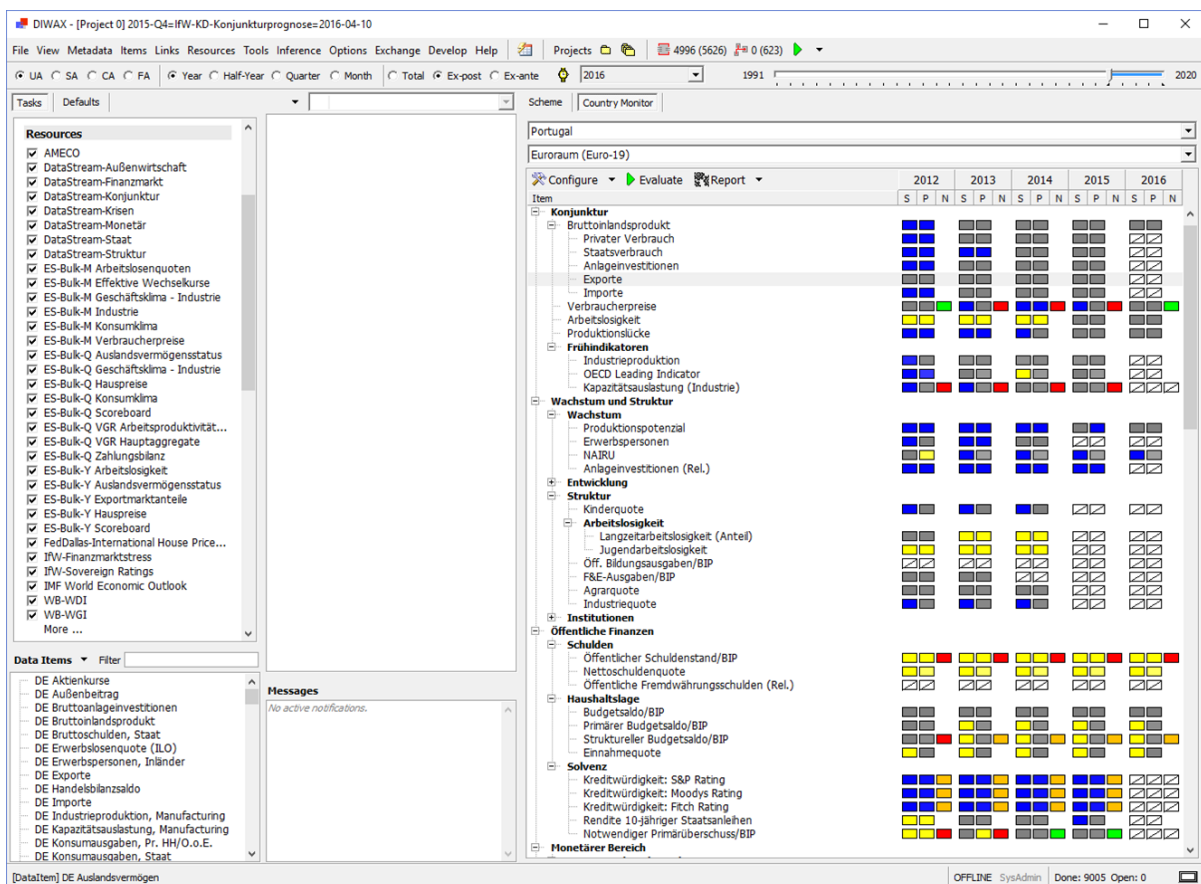 DIWAX - [Project 0] 2015-Q4=IfW-KD-Konjunkturprognose=2016-04-10
File View Metadata Items Links Resources Tools Inference Options Exchange Develop Help Projects 4996 (5626) 0 (623)
UA SA CA FA Year Half-Year Quarter Month Total Ex-post Ex-ante 2016 1991 2020
Tasks Defaults
Resources
AMECO
DataStream-Außenwirtschaft
DataStream-Finanzmarkt
DataStream-Konjunktur
DataStream-Krisen
DataStream-Monetär
DataStream-Staat
DataStream-Struktur
ES-Bulk-M Arbeitslosenquoten
ES-Bulk-M Effektive Wechselkurse
ES-Bulk-M Geschäftsklima - Industrie
ES-Bulk-M Industrie
ES-Bulk-M Konsumklima
ES-Bulk-M Verbraucherpreise
ES-Bulk-Q Auslandsvermögensstatus
ES-Bulk-Q Geschäftsklima - Industrie
ES-Bulk-Q Hauspreise
ES-Bulk-Q Konsumklima
ES-Bulk-Q Scoreboard
ES-Bulk-Q VGR Arbeitsproduktivität...
ES-Bulk-Q VGR Hauptaggregate
ES-Bulk-Q Zahlungsbilanz
ES-Bulk-Y Arbeitslosigkeit
ES-Bulk-Y Auslandsvermögensstatus
ES-Bulk-Y Exportmarktanteile
ES-Bulk-Y Hauspreise
ES-Bulk-Y Scoreboard
FedDallas-International House Price...
IfW-Finanzmarktstress
IfW-Sovereign Ratings
IMF World Economic Outlook
WB-WDI
WB-WGI
More ...
Data Items Filter
DE Aktienkurse
DE Außenbeitrag
DE Bruttoanlageinvestitionen
DE Bruttoinlandsprodukt
DE Bruttoschulden, Staat
DE Erwerbslosenquote (ILO)
DE Erwerbspersonen, Inländer
DE Exporte
DE Handelsbilanzsaldo
DE Importe
DE Industrieproduktion, Manufacturing
DE Kapazitätsauslastung, Manufacturing
DE Konsumausgaben, Pr. HH/O.o.E.
DE Konsumausgaben, Staat
Messages
No active notifications.
Scheme Country Monitor
Portugal
Euroraum (Euro-19)
Configure Evaluate Report 2012 2013 2014 2015 2016
Item S P N S P N S P N S P N S P N
Konjunktur
Bruttoinlandsprodukt
Privater Verbrauch
Staatsverbrauch
Anlageinvestitionen
Exporte
Importe
Verbraucherpreise
Arbeitslosigkeit
Produktionslücke
Frühindikatoren
Industrieproduktion
OECD Leading Indicator
Kapazitätsauslastung (Industrie)
Wachstum und Struktur
Wachstum
Produktionspotenzial
Erwerbspersonen
NAIRU
Anlageinvestitionen (Rel.)
Entwicklung
Struktur
Kinderquote
Arbeitslosigkeit
Langzeitarbeitslosigkeit (Anteil)
Jugendarbeitslosigkeit
Öff. Bildungsausgaben/BIP
F&E-Ausgaben/BIP
Agrarquote
Industriequote
Institutionen
Öffentliche Finanzen
Schulden
Öffentlicher Schuldenstand/BIP
Nettoschuldenquote
Öffentliche Fremdwährungsschulden (Rel.)
Haushaltslage
Budgetsaldo/BIP
Primärer Budgetsaldo/BIP
Struktureller Budgetsaldo/BIP
Einnahmequote
Solvenz
Kreditwürdigkeit: S&P Rating
Kreditwürdigkeit: Moodys Rating
Kreditwürdigkeit: Fitch Rating
Rendite 10-jähriger Staatsanleihen
Notwendiger Primärüberschuss/BIP
Monetärer Bereich
[DataItem] DE Auslandsvermögen OFFLINE SysAdmin Done: 9005 Open: 0